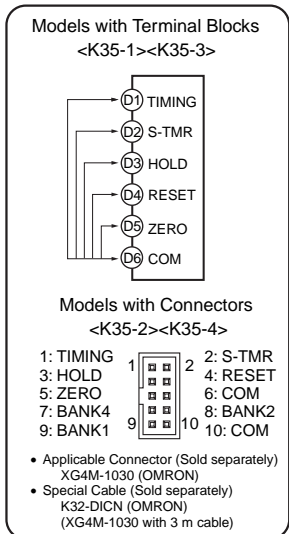 Models with Terminal Blocks
<K35-1><K35-3>
D1 TIMING
D2 S-TMR
D3 HOLD
D4 RESET
D5 ZERO
D6 COM
Models with Connectors
<K35-2><K35-4>
1: TIMING 1 2 2: S-TMR
3: HOLD 4: RESET
5: ZERO 6: COM
7: BANK4 8: BANK2
9: BANK1 9 10 10: COM
• Applicable Connector (Sold separately)
XG4M-1030 (OMRON)
• Special Cable (Sold separately)
K32-DICN (OMRON)
(XG4M-1030 with 3 m cable)